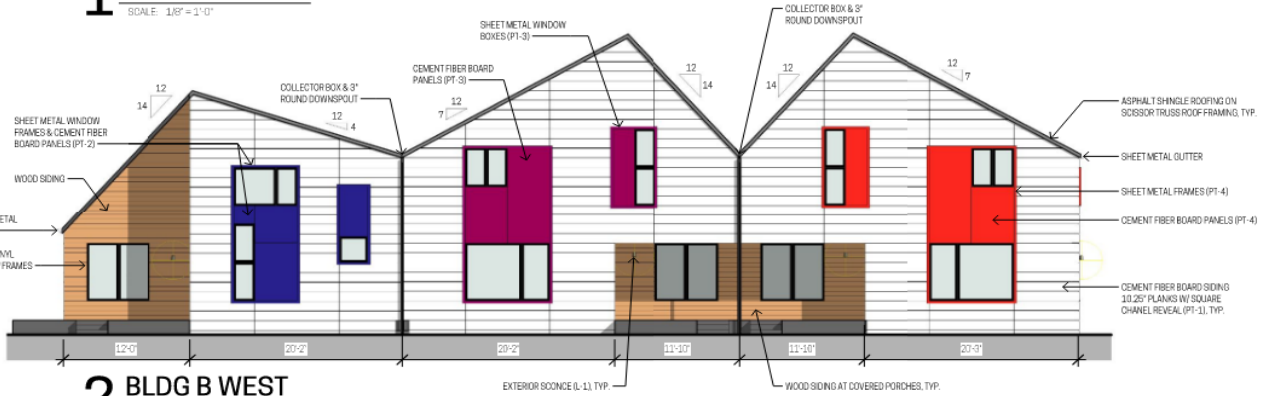 1
SCALE: 1/8" = 1'-0"
SHEET METAL WINDOW
BOXES (PT-3)
COLLECTOR BOX & 3"
ROUND DOWNSPOUT
CEMENT FIBER BOARD
PANELS (PT-3)
COLLECTOR BOX & 3"
ROUND DOWNSPOUT
12
14
12
4
12
7
12
14
12
14
12
7
SHEET METAL WINDOW
FRAMES & CEMENT FIBER
BOARD PANELS (PT-2)
WOOD SIDING
ETAL
NYL
FRAMES
ASPHALT SHINGLE ROOFING ON
SCISSOR TRUSS ROOF FRAMING, TYP.
SHEET METAL GUTTER
SHEET METAL FRAMES (PT-4)
CEMENT FIBER BOARD PANELS (PT-4)
CEMENT FIBER BOARD SIDING
10.25" PLANKS W/ SQUARE
CHANEL REVEAL (PT-1), TYP.
12'-0"
20'-2"
20'-2"
11'-10"
11'-10"
20'-3"
2 BLDG B WEST
EXTERIOR SCONCE (L-1), TYP.
WOOD SIDING AT COVERED PORCHES, TYP.